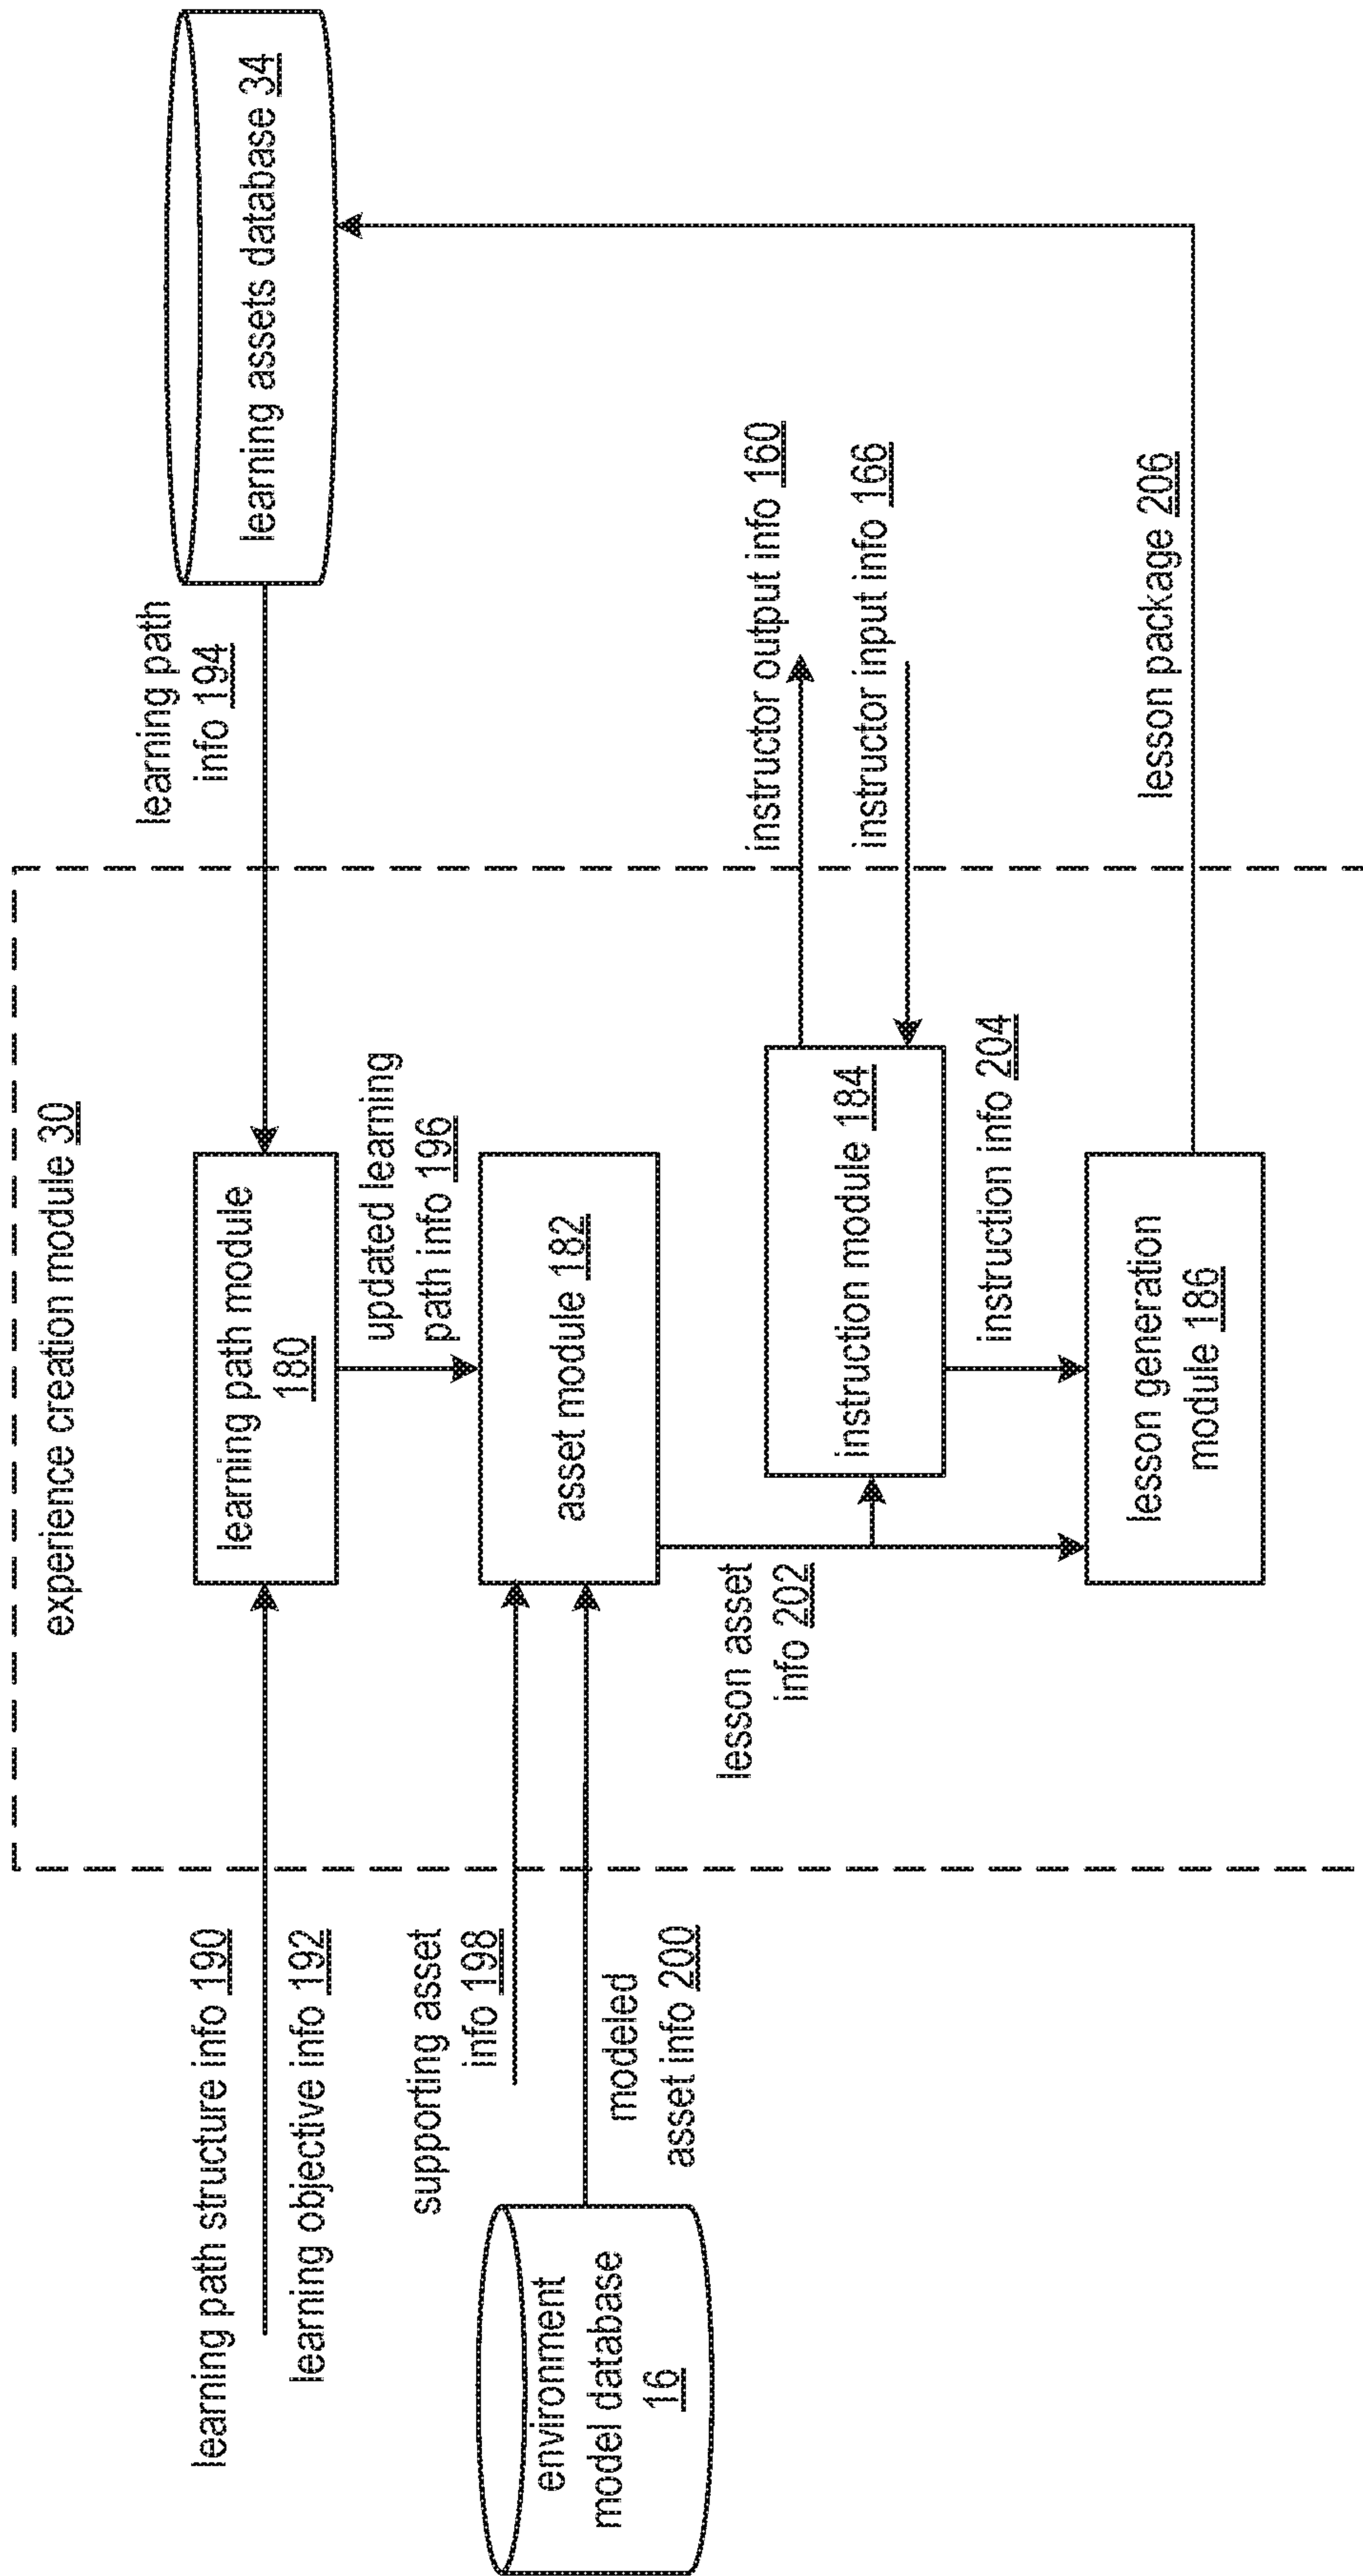 experience creation module 30
learning path structure info 190
learning objective info 192
learning path module
180
learning path
info 194
learning assets database 34
updated learning
path info 196
supporting asset
info 198
environment
model database
16
modeled
asset info 200
asset module 182
lesson asset
info 202
instruction module 184
instructor output info 160
instructor input info 166
instruction info 204
lesson generation
module 186
lesson package 206